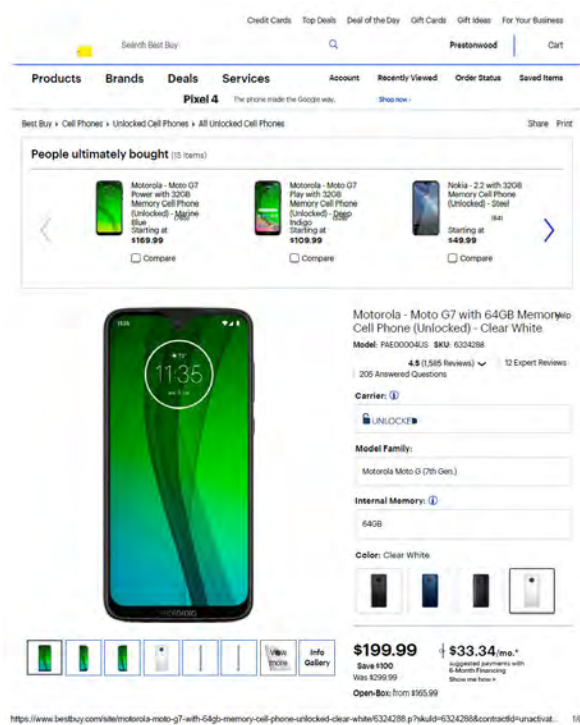 Credit Cards Top Deals Deal of the Day Gift Cards Gift Ideas For Your Business
Search Best Buy
Prestonwood Cart
Products Brands Deals Services Account Recently Viewed Order Status Saved Items
Pixel 4 The phone made the Google way. Shop now ›
Best Buy › Cell Phones › Unlocked Cell Phones › All Unlocked Cell Phones Share Print
People ultimately bought (15 items)
Motorola - Moto G7
Power with 32GB
Memory Cell Phone
(Unlocked) - Marine
Blue
Starting at
$169.99
Compare
Motorola - Moto G7
Play with 32GB
Memory Cell Phone
(Unlocked) - Deep
Indigo
Starting at
$109.99
Compare
Nokia - 2.2 with 32GB
Memory Cell Phone
(Unlocked) - Steel
(84)
Starting at
$49.99
Compare
11:35
11:35
Motorola - Moto G7 with 64GB Memory
Cell Phone (Unlocked) - Clear White
Model: PAE00004US SKU: 6324288
4.5 (1,585 Reviews) 12 Expert Reviews
205 Answered Questions
Carrier:
UNLOCKED
Model Family:
Motorola Moto G (7th Gen.)
Internal Memory:
64GB
Color: Clear White
View
more
Info
Gallery
$199.99
Save $100
Was $299.99
Open-Box: from $165.99
$33.34/mo.*
suggested payments with
6-Month Financing
Show me how >
https://www.bestbuy.com/site/motorola-moto-g7-with-64gb-memory-cell-phone-unlocked-clear-white/6324288.p?skuId=6324288&contractId=unactivat...